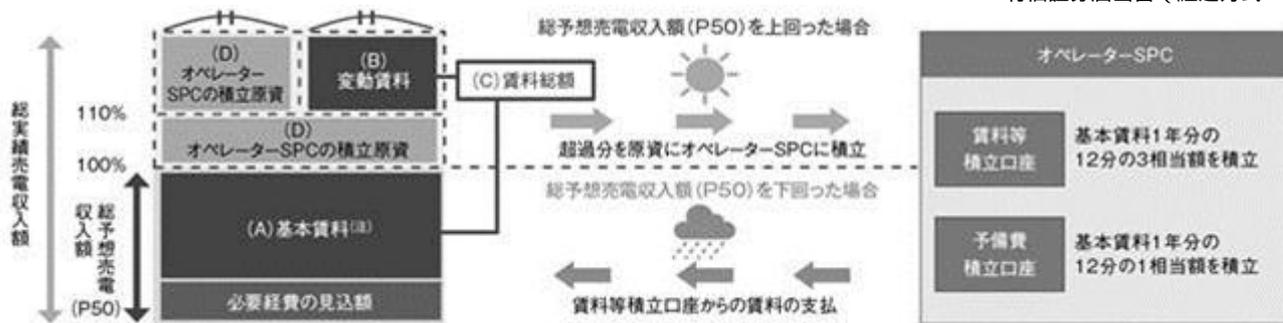 総実績売電収入額
110%
100%
総予想売電
収入額
(P50)
(D)
オペレーター
SPCの積立原資
(B)
変動賃料
(C)賃料総額
(D)
オペレーターSPCの積立原資
(A)基本賃料(注)
必要経費の見込額
総予想売電収入額(P50)を上回った場合
超過分を原資にオペレーターSPCに積立
総予想売電収入額(P50)を下回った場合
賃料等積立口座からの賃料の支払
オペレーターSPC
賃料等
積立口座
基本賃料1年分の
12分の3相当額を積立
予備費
積立口座
基本賃料1年分の
12分の1相当額を積立